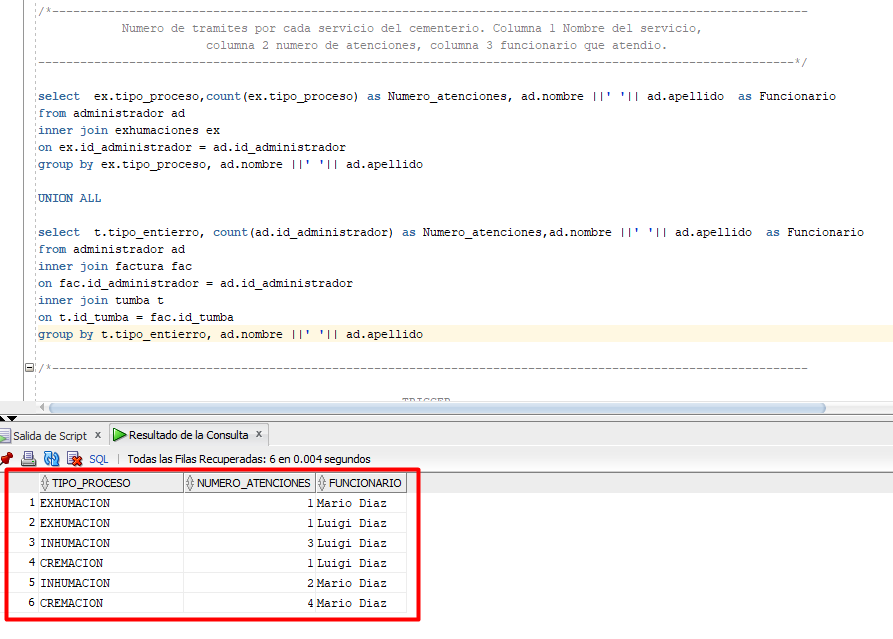 /*------------------------------------------------------------------------------------------------------------
Numero de tramites por cada servicio del cementerio. Columna 1 Nombre del servicio,
columna 2 numero de atenciones, columna 3 funcionario que atendio.
------------------------------------------------------------------------------------------------------------*/
select  ex.tipo_proceso,count(ex.tipo_proceso) as Numero_atenciones, ad.nombre ||' '|| ad.apellido  as Funcionario
from administrador ad
inner join exhumaciones ex
on ex.id_administrador = ad.id_administrador
group by ex.tipo_proceso, ad.nombre ||' '|| ad.apellido
UNION ALL
select  t.tipo_entierro, count(ad.id_administrador) as Numero_atenciones,ad.nombre ||' '|| ad.apellido  as Funcionario
from administrador ad
inner join factura fac
on fac.id_administrador = ad.id_administrador
inner join tumba t
on t.id_tumba = fac.id_tumba
group by t.tipo_entierro, ad.nombre ||' '|| ad.apellido
/*------------------------------------------------------------------------------------------------------------
TRIGGER
Salida de Script x Resultado de la Consulta x
SQL | Todas las Filas Recuperadas: 6 en 0.004 segundos
TIPO_PROCESO NUMERO_ATENCIONES FUNCIONARIO
1 EXHUMACION 1 Mario Diaz
2 EXHUMACION 1 Luigi Diaz
3 INHUMACION 3 Luigi Diaz
4 CREMACION 1 Luigi Diaz
5 INHUMACION 2 Mario Diaz
6 CREMACION 4 Mario Diaz